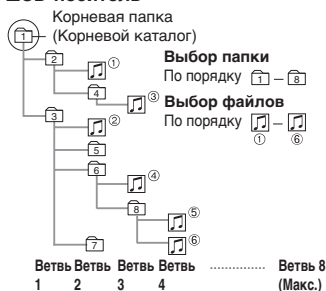 Корневая папка
(Корневой каталог)
1
2
①
4
③
3
②
5
6
④
8
⑤
⑥
7
Выбор папки
По порядку 1 – 8
Выбор файлов
По порядку –
① ⑥
Ветвь Ветвь Ветвь Ветвь ............... Ветвь 8
1 2 3 4 (Макс.)